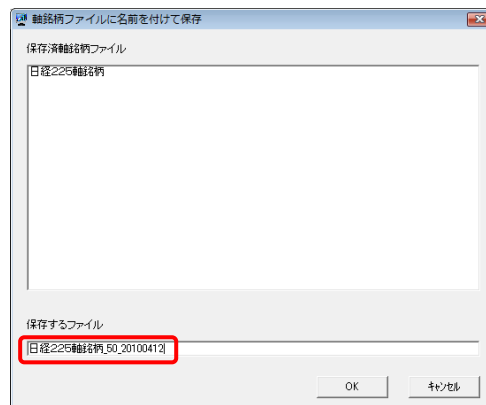 軸銘柄ファイルに名前を付けて保存
保存済軸銘柄ファイル
日経225軸銘柄
保存するファイル
日経225軸銘柄_50_20100412
OK
キャンセル